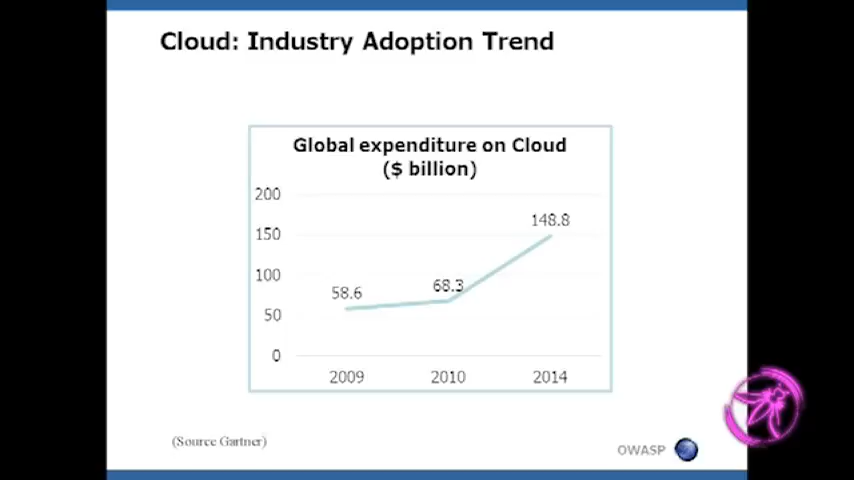 Cloud: Industry Adoption Trend
Global expenditure on Cloud
($ billion)
200
150
100
50
0
58.6
68.3
148.8
2009
2010
2014
(Source Gartner)
OWASP